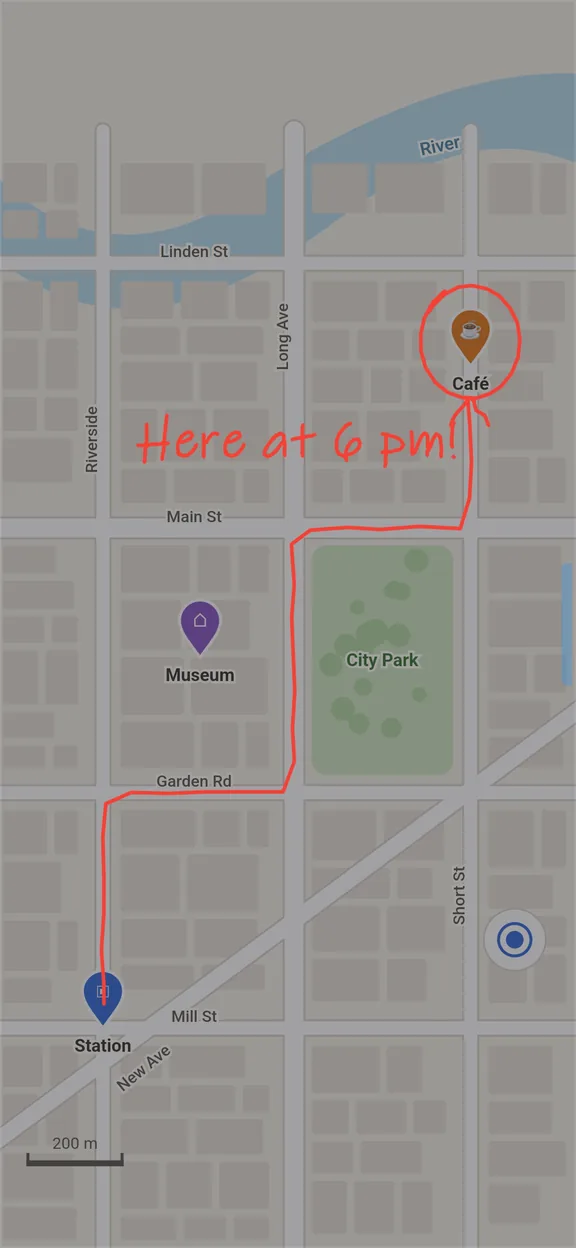 River
Linden St
Long Ave
Café
Riverside
Here at 6 pm!
Main St
City Park
Museum
Garden Rd
Short St
Mill St
Station
New Ave
200 m